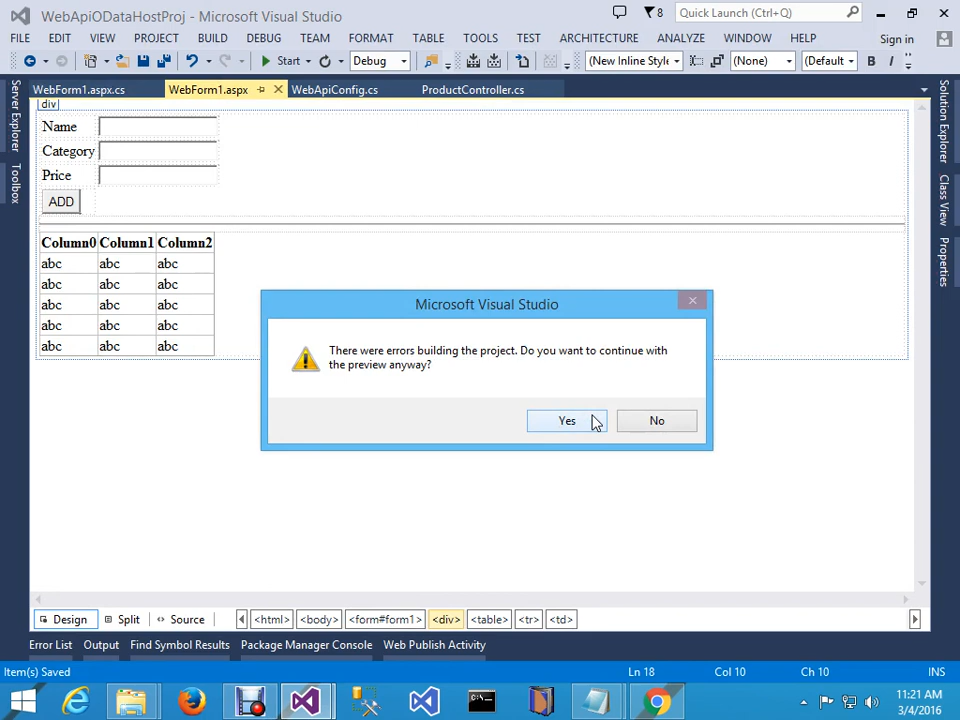 WebApiODataHostProj - Microsoft Visual Studio
8
Quick Launch (Ctrl+Q)
FILE EDIT VIEW PROJECT BUILD DEBUG TEAM FORMAT TABLE TOOLS TEST ARCHITECTURE ANALYZE WINDOW HELP Sign in
Start Debug (New Inline Style (None) (Default B I
WebForm1.aspx.cs WebForm1.aspx WebApiConfig.cs ProductController.cs
Server Explorer
Toolbox
Solution Explorer
Class View
Properties
div
Name
Category
Price
ADD
Column0 Column1 Column2
abc abc abc
abc abc abc
abc abc abc
abc abc abc
abc abc abc
Microsoft Visual Studio
There were errors building the project. Do you want to continue with
the preview anyway?
Yes No
Design Split Source <html> <body> <form#form1> <div> <table> <tr> <td>
Error List Output Find Symbol Results Package Manager Console Web Publish Activity
Item(s) Saved Ln 18 Col 10 Ch 10 INS
11:21 AM
3/4/2016